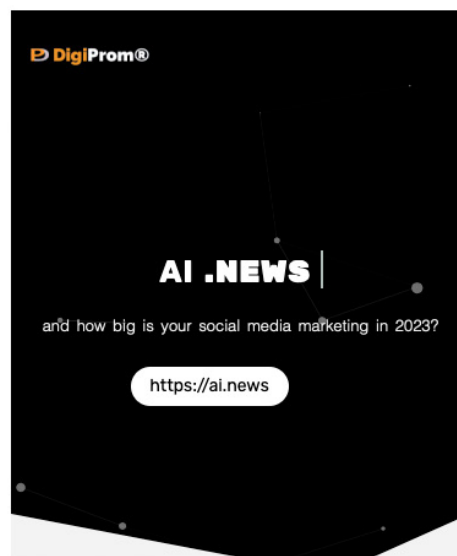 DigiProm®
AI .NEWS
and how big is your social media marketing in 2023?
https://ai.news